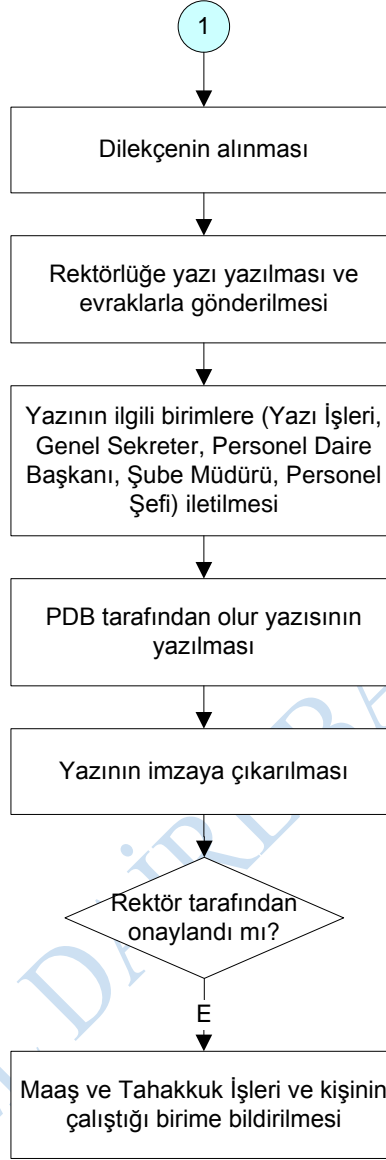 1
Dilekçenin alınması
Rektörlüğe yazı yazılması ve
evraklarla gönderilmesi
Yazının ilgili birimlere (Yazı İşleri,
Genel Sekreter, Personel Daire
Başkanı, Şube Müdürü, Personel
Şefi) iletilmesi
PDB tarafından olur yazısının
yazılması
Yazının imzaya çıkarılması
Rektör tarafından
onaylandı mı?
E
Maaş ve Tahakkuk İşleri ve kişinin
çalıştığı birime bildirilmesi